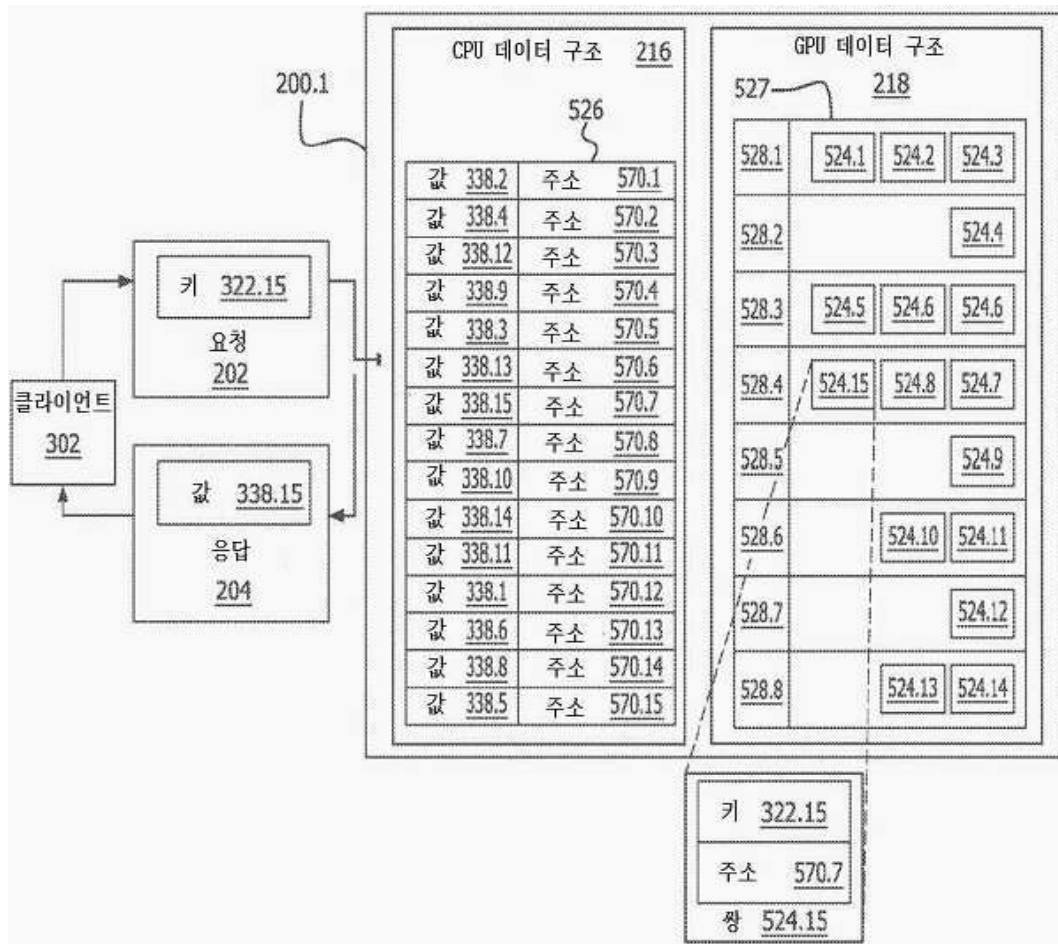 200.1
CPU 데이터 구조 216
526
값 338.2 주소 570.1
값 338.4 주소 570.2
값 338.12 주소 570.3
값 338.9 주소 570.4
값 338.3 주소 570.5
값 338.13 주소 570.6
값 338.15 주소 570.7
값 338.7 주소 570.8
값 338.10 주소 570.9
값 338.14 주소 570.10
값 338.11 주소 570.11
값 338.1 주소 570.12
값 338.6 주소 570.13
값 338.8 주소 570.14
값 338.5 주소 570.15
GPU 데이터 구조
218
527
528.1 524.1 524.2 524.3
528.2 524.4
528.3 524.5 524.6 524.6
528.4 524.15 524.8 524.7
528.5 524.9
528.6 524.10 524.11
528.7 524.12
528.8 524.13 524.14
키 322.15
요청
202
클라이언트
302
값 338.15
응답
204
키 322.15
주소 570.7
쌍 524.15